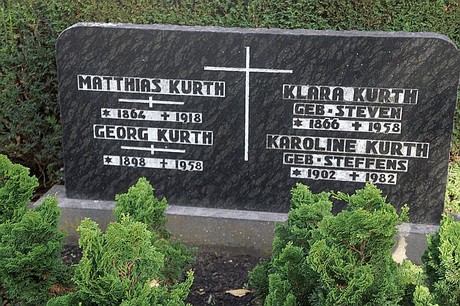 MATTHIAS KURTH
* 1864 + 1918
GEORG KURTH
* 1898 + 1958
KLARA KURTH
GEB·STEVEN
* 1866 + 1958
KAROLINE KURTH
GEB·STEFFENS
* 1902 + 1982